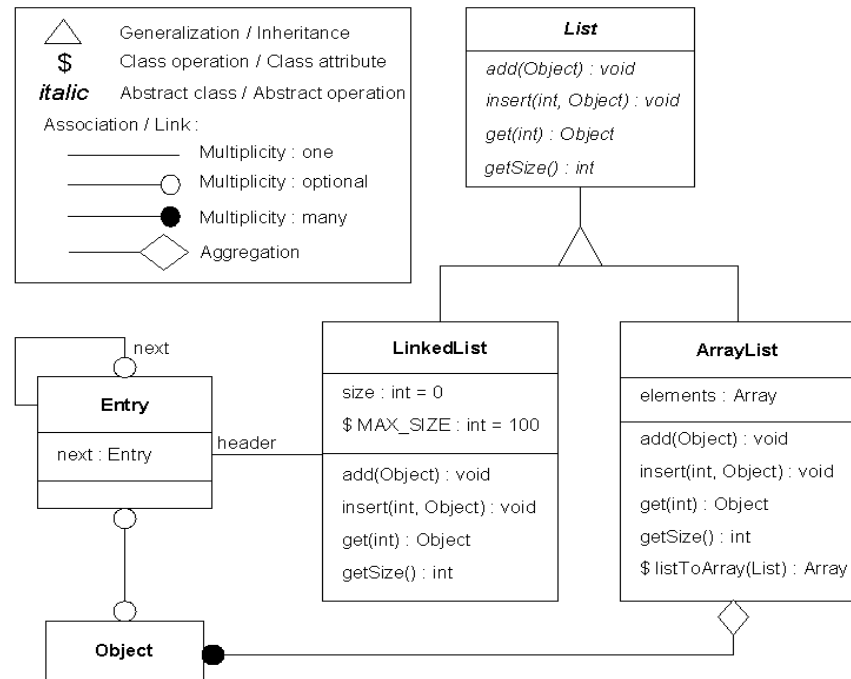 Generalization / Inheritance
$ Class operation / Class attribute
italic Abstract class / Abstract operation
Association / Link :
Multiplicity : one
Multiplicity : optional
Multiplicity : many
Aggregation
List
add(Object) : void
insert(int, Object) : void
get(int) : Object
getSize() : int
next
Entry
next : Entry
header
LinkedList
size : int = 0
$ MAX_SIZE : int = 100
add(Object) : void
insert(int, Object) : void
get(int) : Object
getSize() : int
ArrayList
elements : Array
add(Object) : void
insert(int, Object) : void
get(int) : Object
getSize() : int
$ listToArray(List) : Array
Object